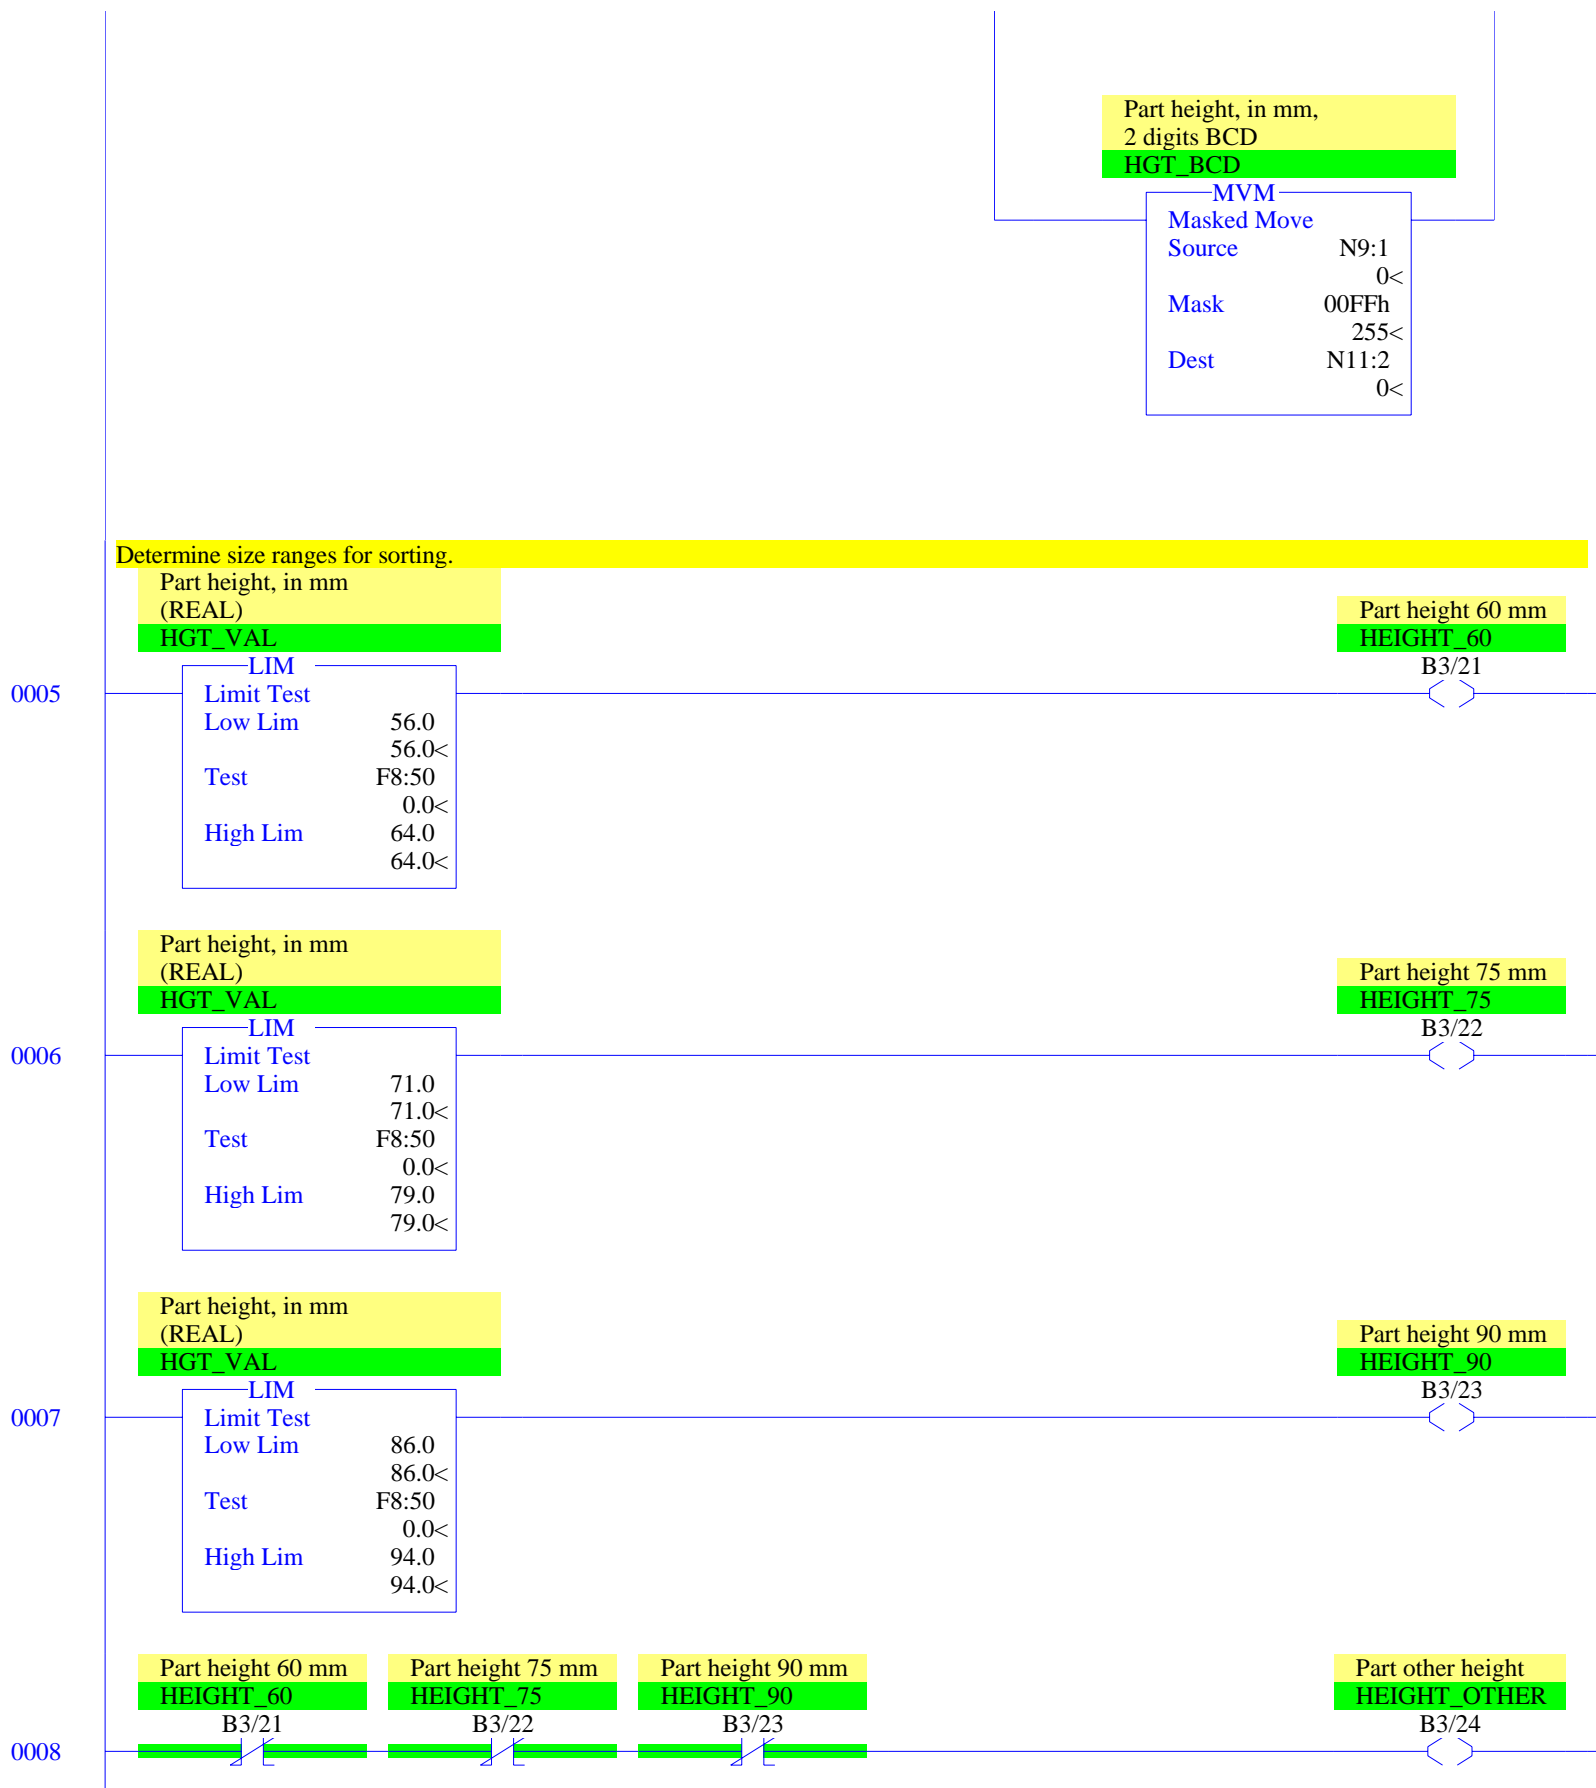 Part height, in mm,
2 digits BCD
HGT_BCD
MVM
Masked Move
Source N9:1
0<
Mask 00FFh
255<
Dest N11:2
0<
Determine size ranges for sorting.
Part height, in mm
(REAL)
HGT_VAL
Part height 60 mm
HEIGHT_60
B3/21
0005
LIM
Limit Test
Low Lim 56.0
56.0<
Test F8:50
0.0<
High Lim 64.0
64.0<
Part height, in mm
(REAL)
HGT_VAL
Part height 75 mm
HEIGHT_75
B3/22
0006
LIM
Limit Test
Low Lim 71.0
71.0<
Test F8:50
0.0<
High Lim 79.0
79.0<
Part height, in mm
(REAL)
HGT_VAL
Part height 90 mm
HEIGHT_90
B3/23
0007
LIM
Limit Test
Low Lim 86.0
86.0<
Test F8:50
0.0<
High Lim 94.0
94.0<
Part height 60 mm
HEIGHT_60
B3/21
Part height 75 mm
HEIGHT_75
B3/22
Part height 90 mm
HEIGHT_90
B3/23
Part other height
HEIGHT_OTHER
B3/24
0008